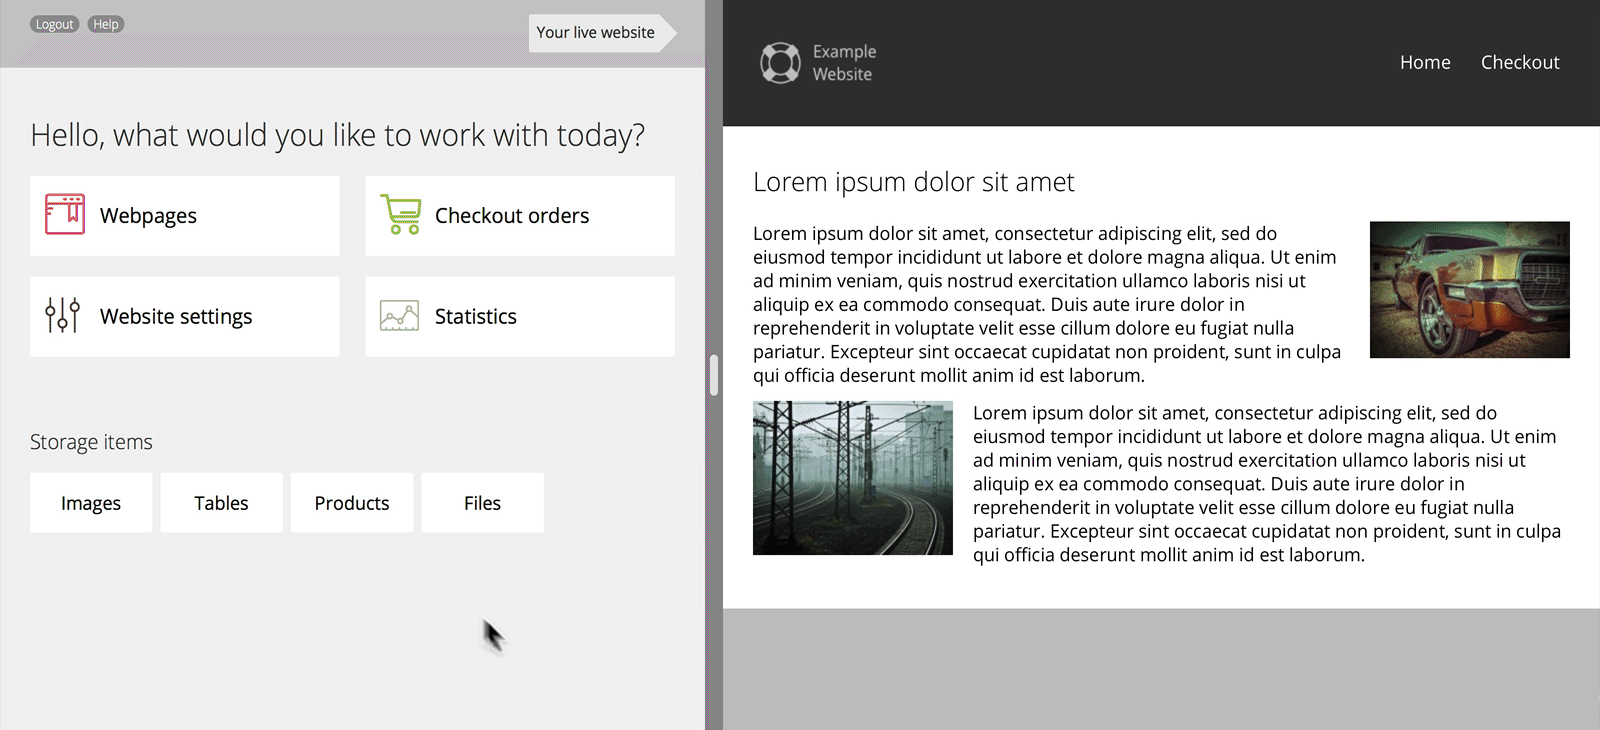 Logout Help
Your live website
Hello, what would you like to work with today?
Webpages
Checkout orders
Website settings
Statistics
Storage items
Images
Tables
Products
Files
Example
Website
Home
Checkout
Lorem ipsum dolor sit amet
Lorem ipsum dolor sit amet, consectetur adipiscing elit, sed do
eiusmod tempor incididunt ut labore et dolore magna aliqua. Ut enim
ad minim veniam, quis nostrud exercitation ullamco laboris nisi ut
aliquip ex ea commodo consequat. Duis aute irure dolor in
reprehenderit in voluptate velit esse cillum dolore eu fugiat nulla
pariatur. Excepteur sint occaecat cupidatat non proident, sunt in culpa
qui officia deserunt mollit anim id est laborum.
Lorem ipsum dolor sit amet, consectetur adipiscing elit, sed do
eiusmod tempor incididunt ut labore et dolore magna aliqua. Ut enim
ad minim veniam, quis nostrud exercitation ullamco laboris nisi ut
aliquip ex ea commodo consequat. Duis aute irure dolor in
reprehenderit in voluptate velit esse cillum dolore eu fugiat nulla
pariatur. Excepteur sint occaecat cupidatat non proident, sunt in culpa
qui officia deserunt mollit anim id est laborum.